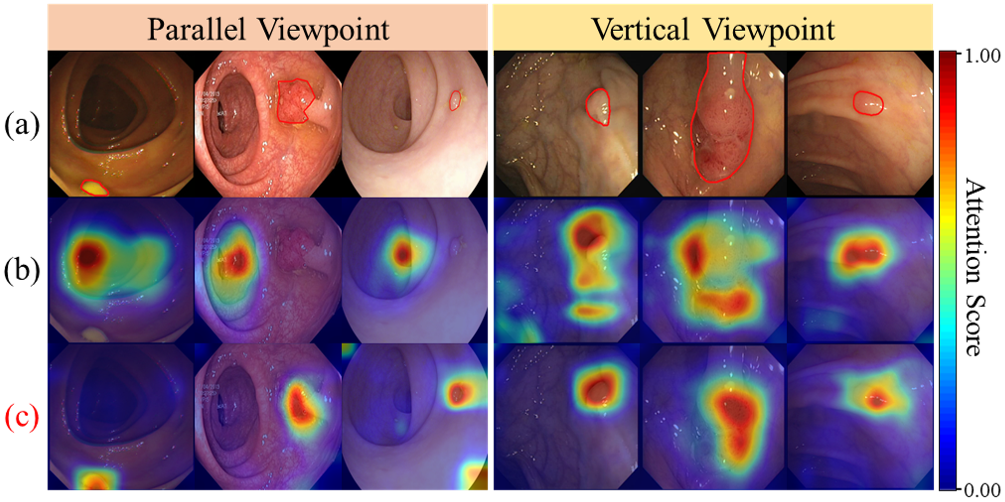 Parallel Viewpoint
Vertical Viewpoint
(a)
(b)
(c)
1.00
Attention Score
0.00